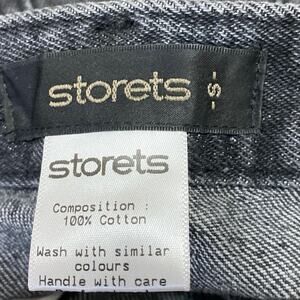 storets
-S-
storets
Composition :
100% Cotton
Wash with similar
colours
Handle with care